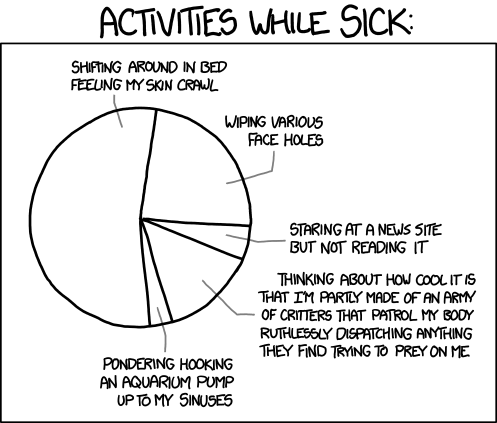 ACTIVITIES WHILE SICK:
SHIFTING AROUND IN BED
FEELING MY SKIN CRAWL
WIPING VARIOUS
FACE HOLES
STARING AT A NEWS SITE
BUT NOT READING IT
THINKING ABOUT HOW COOL IT IS
THAT I'M PARTLY MADE OF AN ARMY
OF CRITTERS THAT PATROL MY BODY
RUTHLESSLY DISPATCHING ANYTHING
THEY FIND TRYING TO PREY ON ME
PONDERING HOOKING
AN AQUARIUM PUMP
UP TO MY SINUSES